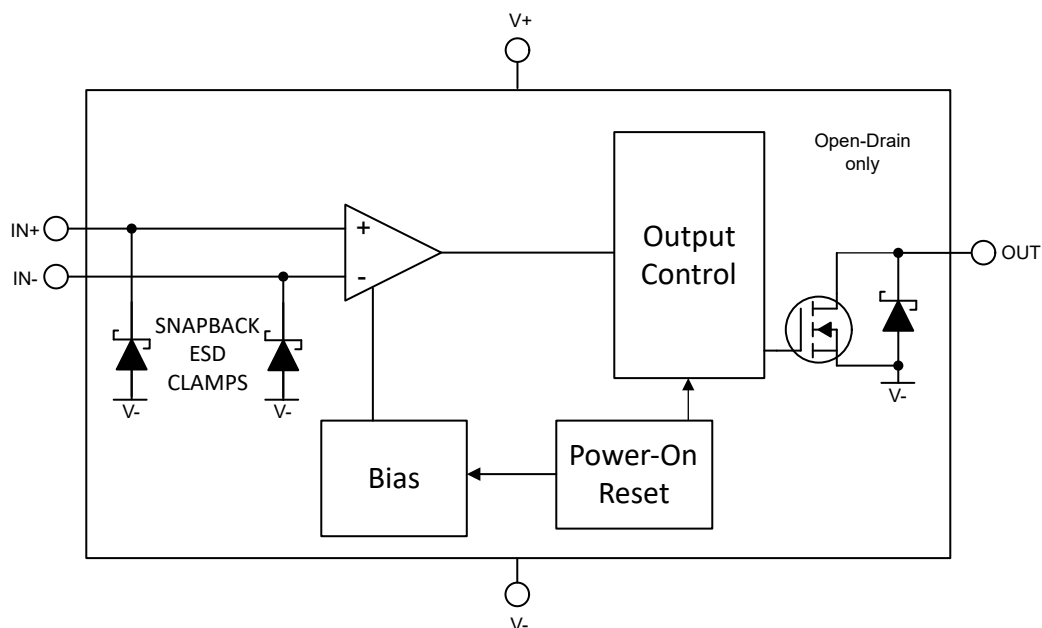 V+
Open-Drain
only
IN+
+
Output
Control
IN-
-
OUT
SNAPBACK
ESD
CLAMPS
V-
V-
V-
Bias
Power-On
Reset
V-